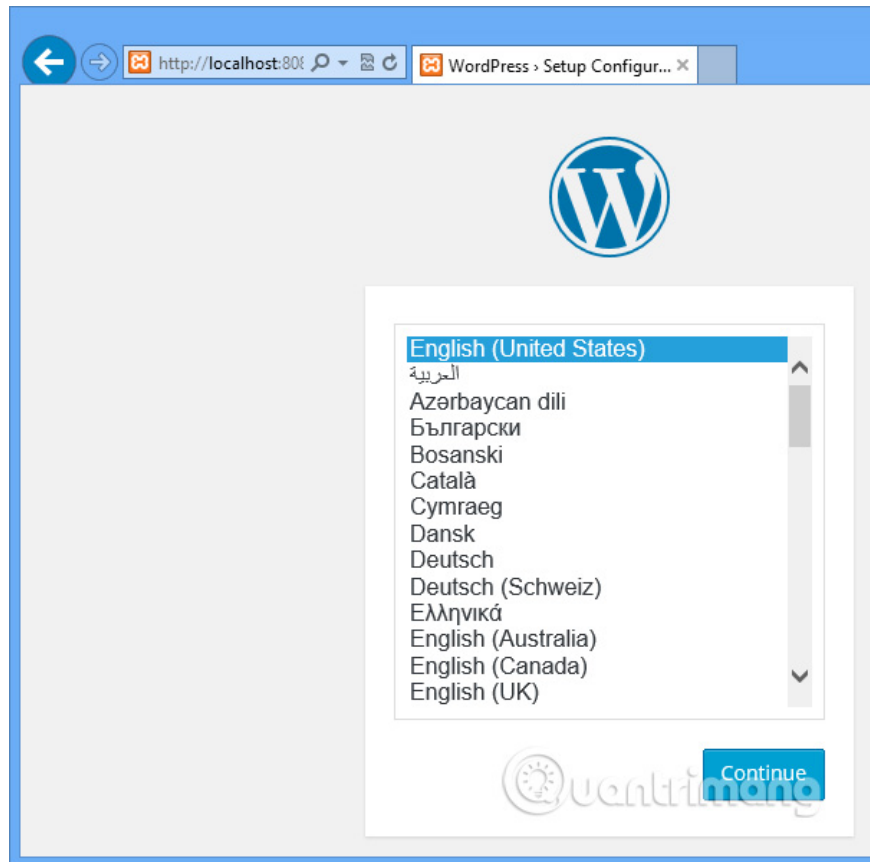 http://localhost:808
WordPress › Setup Configur...
English (United States)
العربية
Azərbaycan dili
Български
Bosanski
Català
Cymraeg
Dansk
Deutsch
Deutsch (Schweiz)
Ελληνικά
English (Australia)
English (Canada)
English (UK)
Continue
Quantrimang